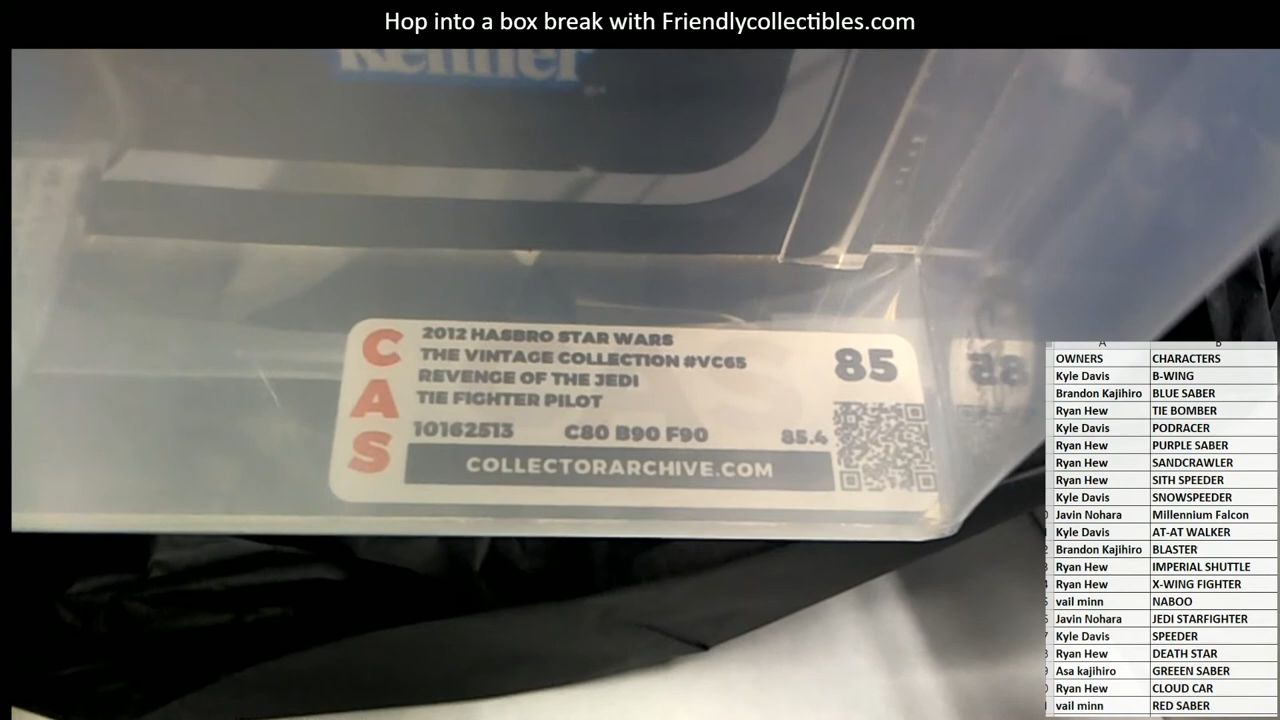 Hop into a box break with Friendlycollectibles.com
Kenner
CAS
2012 HASBRO STAR WARS
THE VINTAGE COLLECTION #VC65
REVENGE OF THE JEDI
TIE FIGHTER PILOT
10162513 C80 B90 F90 85.4
85
COLLECTORARCHIVE.COM
A B
OWNERS CHARACTERS
Kyle Davis B-WING
Brandon Kajihiro BLUE SABER
Ryan Hew TIE BOMBER
Kyle Davis PODRACER
Ryan Hew PURPLE SABER
Ryan Hew SANDCRAWLER
Ryan Hew SITH SPEEDER
Kyle Davis SNOWSPEEDER
Javin Nohara Millennium Falcon
Kyle Davis AT-AT WALKER
Brandon Kajihiro BLASTER
Ryan Hew IMPERIAL SHUTTLE
Ryan Hew X-WING FIGHTER
vail minn NABOO
Javin Nohara JEDI STARFIGHTER
Kyle Davis SPEEDER
Ryan Hew DEATH STAR
Asa kajihiro GREEEN SABER
Ryan Hew CLOUD CAR
vail minn RED SABER